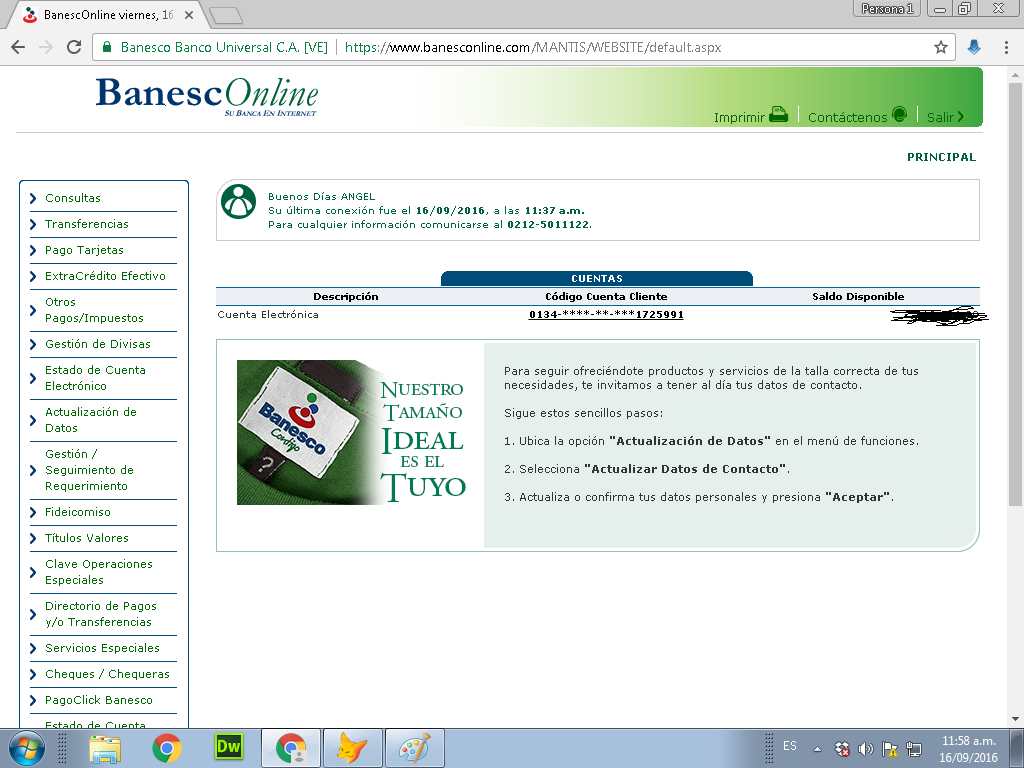 BanescOnline viernes, 16
Persona 1
Banesco Banco Universal C.A. [VE]
https://www.banesconline.com/MANTIS/WEBSITE/default.aspx
BanescOnline
SU BANCA EN INTERNET
Imprimir
Contáctenos
Salir
PRINCIPAL
Consultas
Transferencias
Pago Tarjetas
ExtraCrédito Efectivo
Otros
Pagos/Impuestos
Gestión de Divisas
Estado de Cuenta
Electrónico
Actualización de
Datos
Gestión /
Seguimiento de
Requerimiento
Fideicomiso
Títulos Valores
Clave Operaciones
Especiales
Directorio de Pagos
y/o Transferencias
Servicios Especiales
Cheques / Chequeras
PagoClick Banesco
Estado de Cuenta
Buenos Días ANGEL
Su última conexión fue el 16/09/2016, a las 11:37 a.m.
Para cualquier información comunicarse al 0212-5011122.
CUENTAS
Descripción Código Cuenta Cliente Saldo Disponible
Cuenta Electrónica 0134-****-**-***1725991
Banesco
Contigo
?
NUESTRO
TAMAÑO
IDEAL
ES EL
TUYO
Para seguir ofreciéndote productos y servicios de la talla correcta de tus
necesidades, te invitamos a tener al día tus datos de contacto.
Sigue estos sencillos pasos:
1. Ubica la opción "Actualización de Datos" en el menú de funciones.
2. Selecciona "Actualizar Datos de Contacto".
3. Actualiza o confirma tus datos personales y presiona "Aceptar".
Dw
ES
11:58 a.m.
16/09/2016